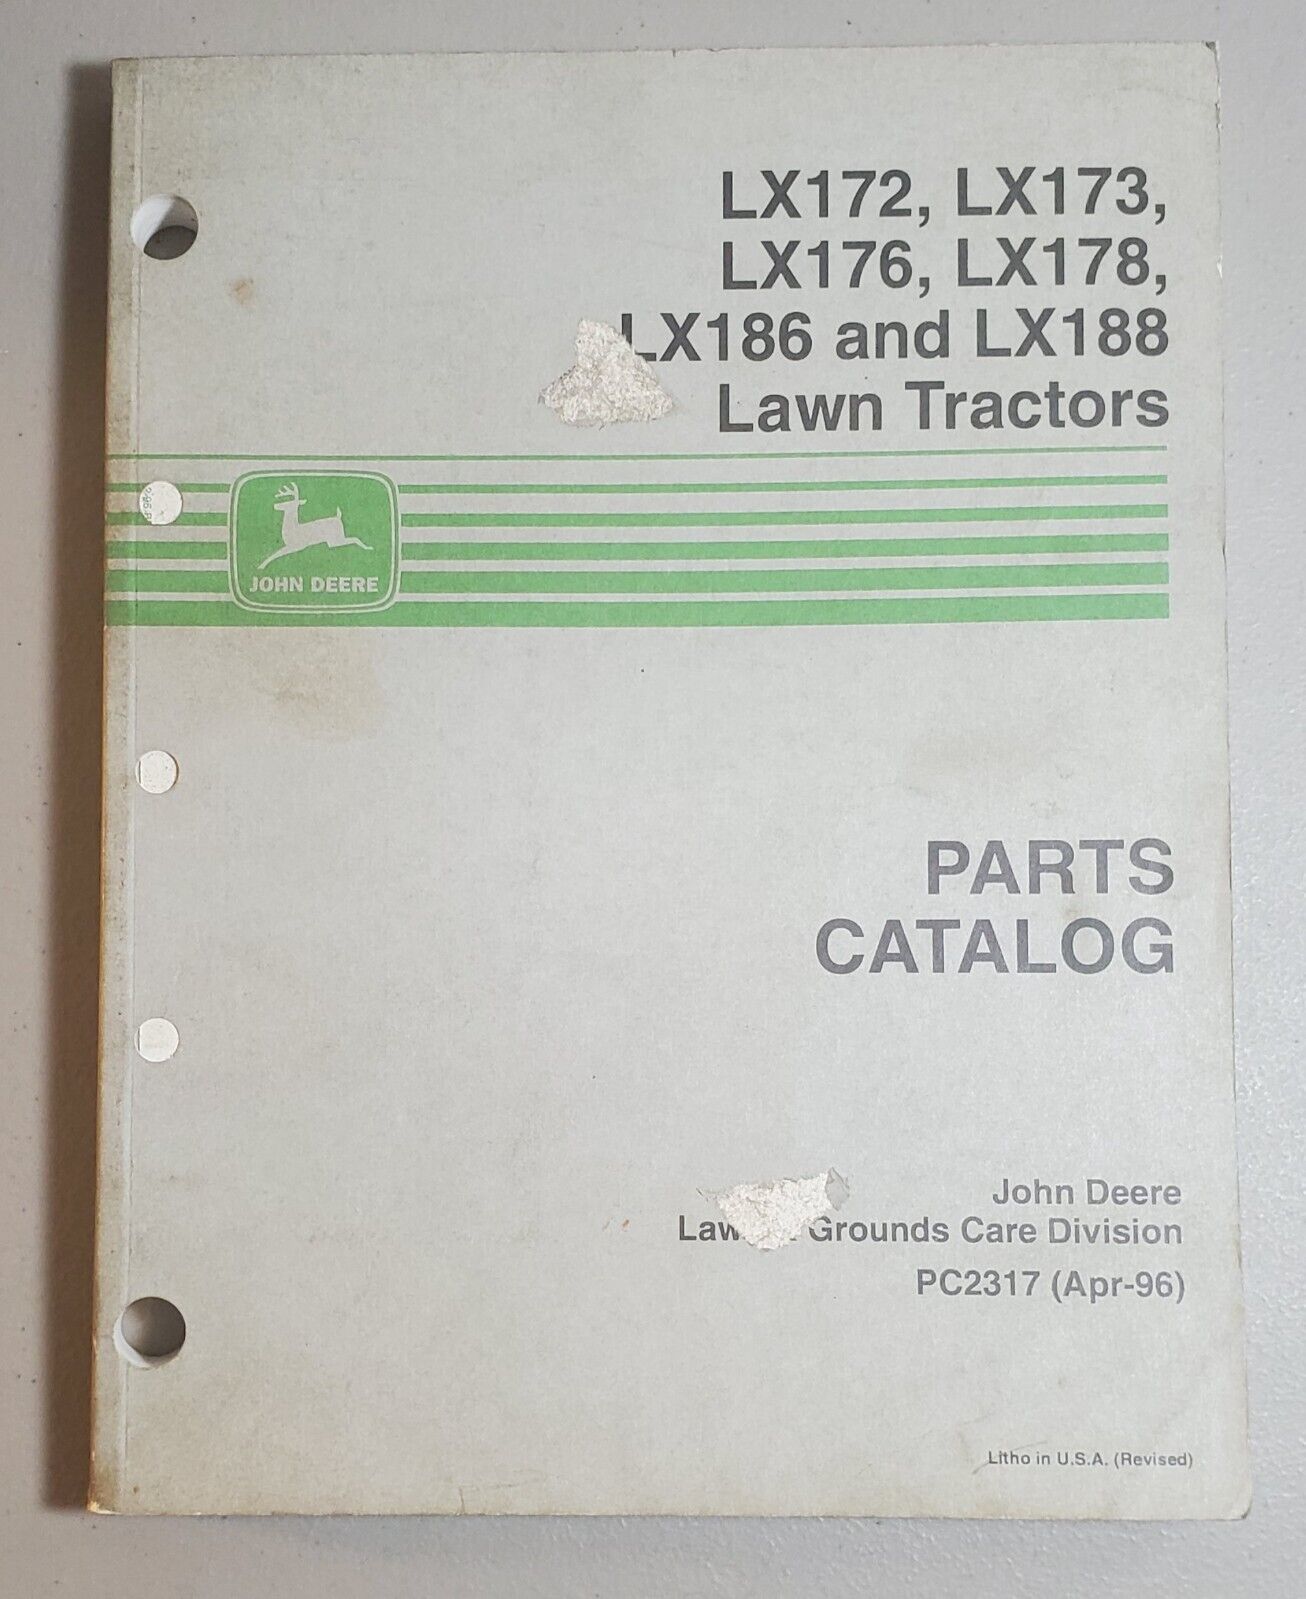 LX172, LX173,
LX176, LX178,
LX186 and LX188
Lawn Tractors
JOHN DEERE
PARTS
CATALOG
John Deere
Grounds Care Division
PC2317 (Apr-96)
Litho in U.S.A. (Revised)